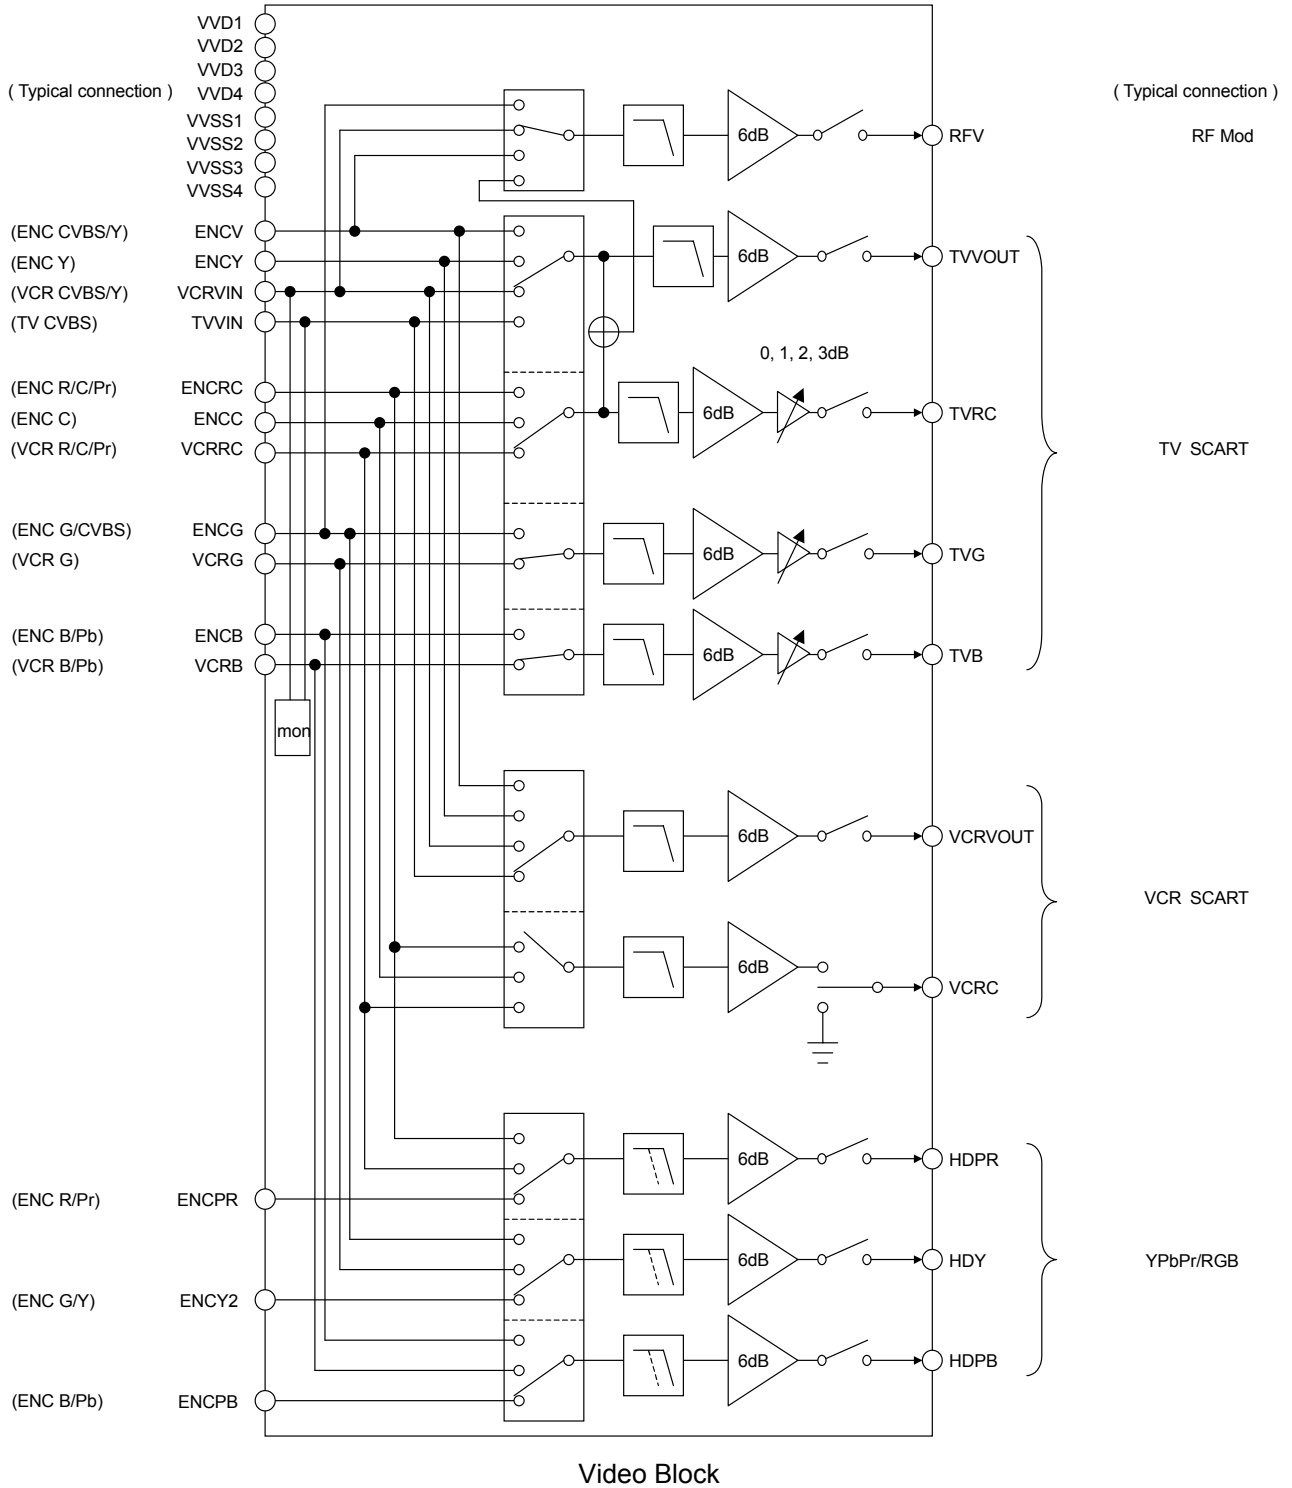 VVD1
VVD2
VVD3
( Typical connection ) VVD4 ( Typical connection )
VVSS1
VVSS2
6dB RFV RF Mod
VVSS3
VVSS4
(ENC CVBS/Y) ENCV
(ENC Y) ENCY 6dB TVVOUT
(VCR CVBS/Y) VCRVIN
(TV CVBS) TVVIN
0, 1, 2, 3dB
(ENC R/C/Pr) ENCRC
6dB TVRC
(ENC C) ENCC
(VCR R/C/Pr) VCRRC TV SCART
(ENC G/CVBS) ENCG
6dB TVG
(VCR G) VCRG
(ENC B/Pb) ENCB
6dB TVB
(VCR B/Pb) VCRB
mon
6dB VCRVOUT
VCR SCART
6dB
VCRC
6dB HDPR
(ENC R/Pr) ENCPR
6dB HDY YPbPr/RGB
(ENC G/Y) ENCY2
6dB HDPB
(ENC B/Pb) ENCPB
Video Block